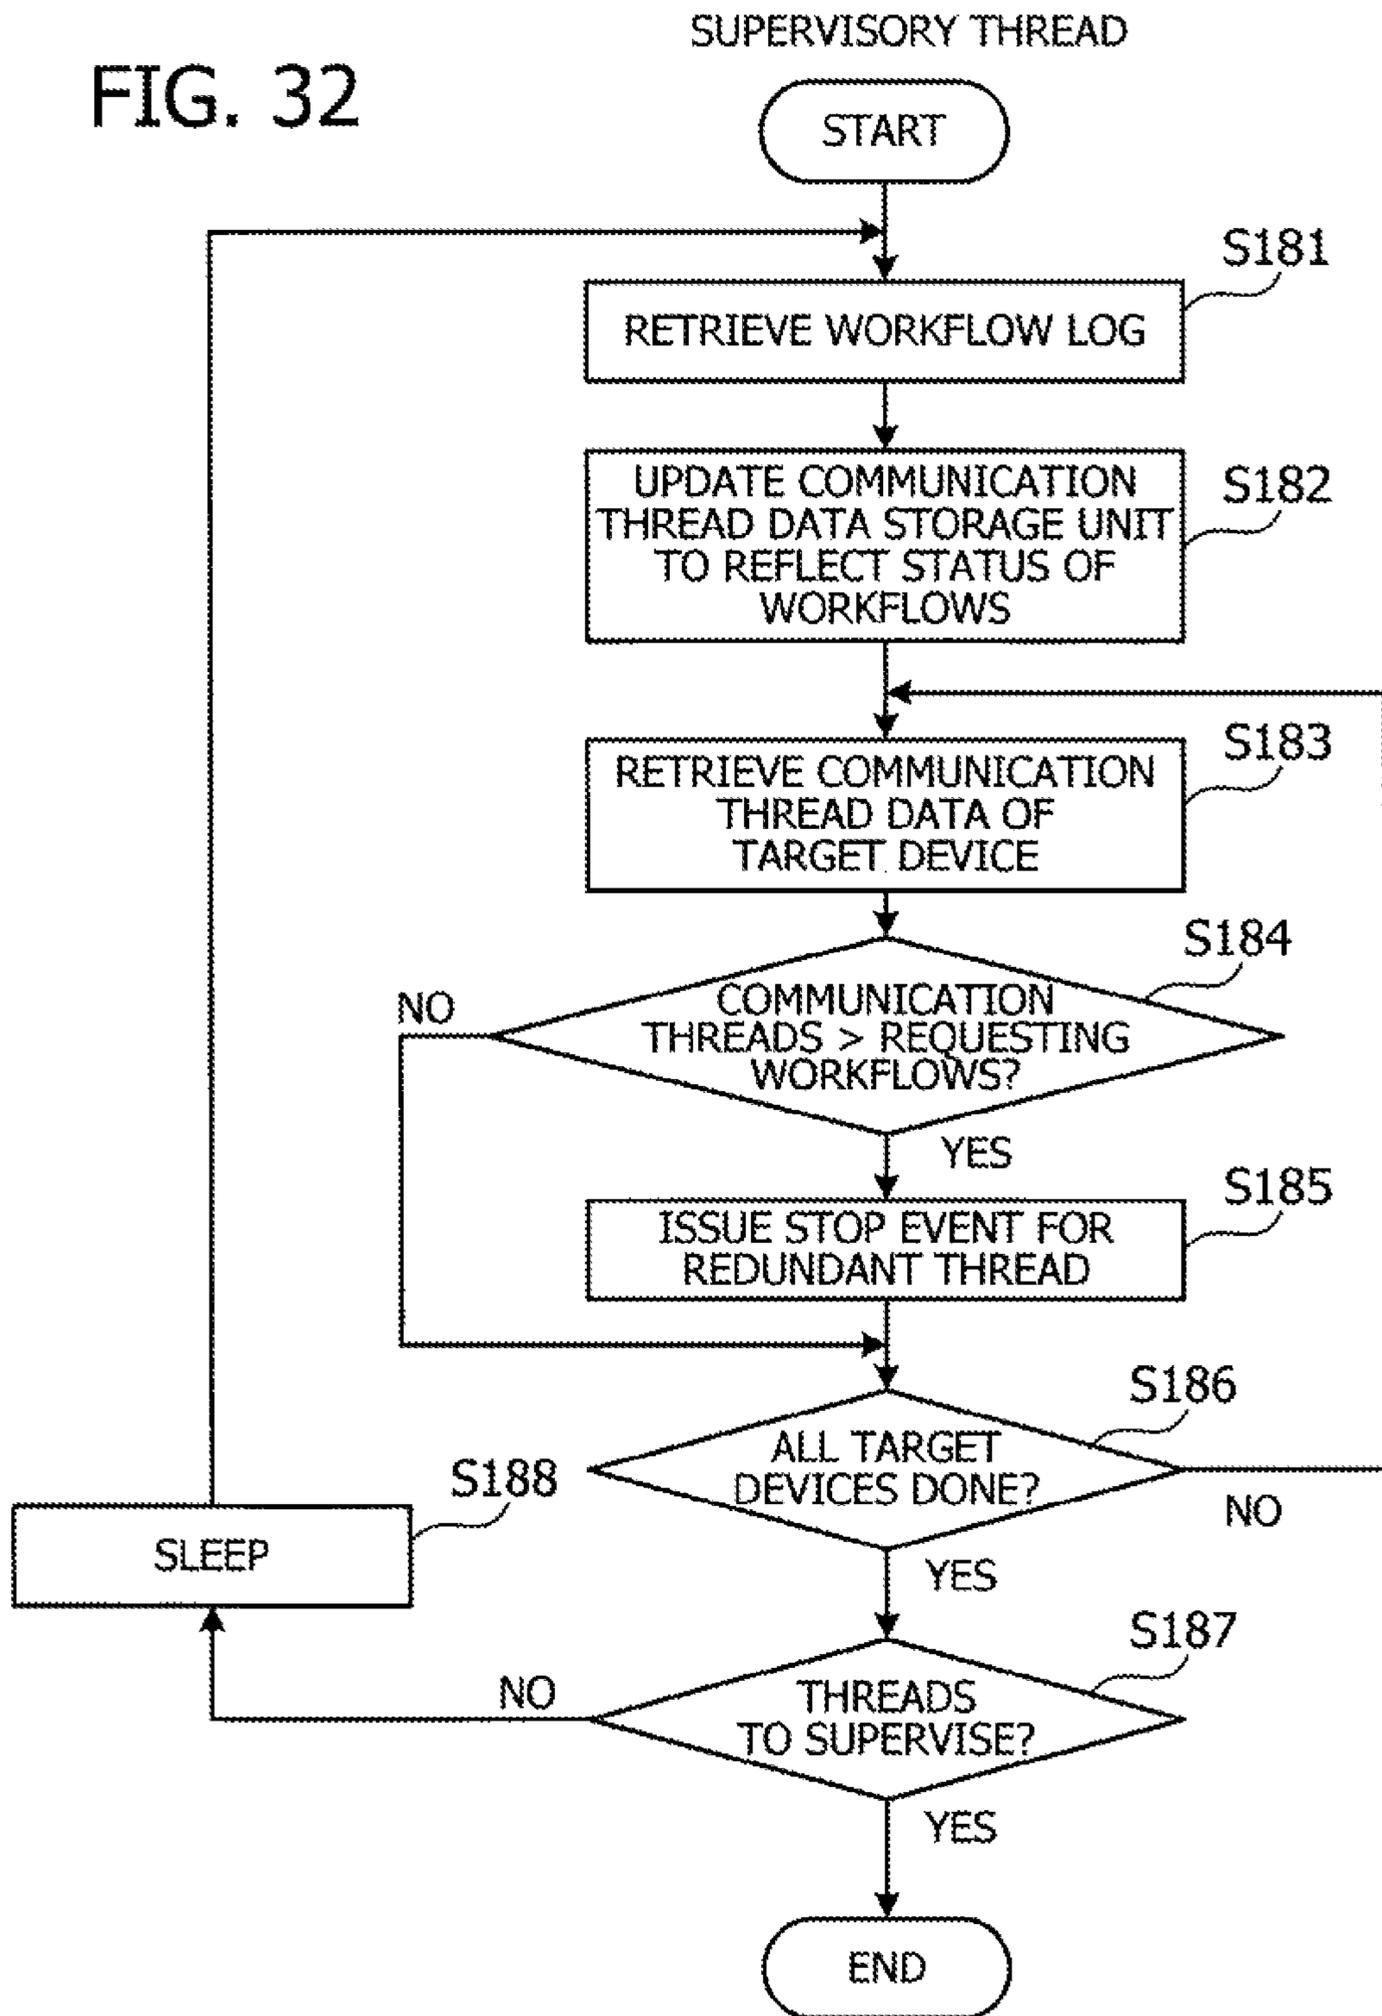 SUPERVISORY THREAD
FIG. 32
START
S181
RETRIEVE WORKFLOW LOG
UPDATE COMMUNICATION
S182
THREAD DATA STORAGE UNIT
TO REFLECT STATUS OF
WORKFLOWS
S183
RETRIEVE COMMUNICATION
THREAD DATA OF
TARGET DEVICE
S184
NO
COMMUNICATION
THREADS > REQUESTING
WORKFLOWS?
YES
S185
ISSUE STOP EVENT FOR
REDUNDANT THREAD
S186
ALL TARGET
DEVICES DONE?
NO
S188
SLEEP
YES
S187
NO
THREADS
TO SUPERVISE?
YES
END